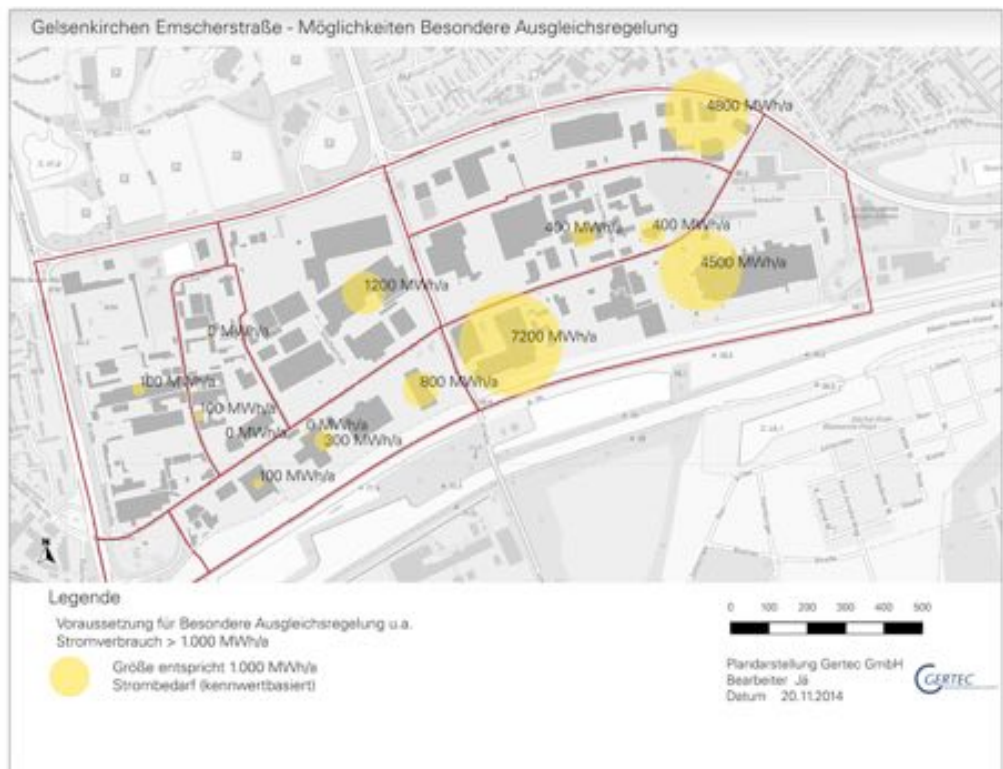 Gelsenkirchen Emscherstraße - Möglichkeiten Besondere Ausgleichsregelung
4800 MWh/a
400 MWh/a
400 MWh/a
4500 MWh/a
1200 MWh/a
7200 MWh/a
0 MWh/a
800 MWh/a
100 MWh/a
100 MWh/a
0 MWh/a
0 MWh/a
300 MWh/a
100 MWh/a
N
Legende
Voraussetzung für Besondere Ausgleichsregelung u.a.
Stromverbrauch > 1.000 MWh/a
Größe entspricht 1.000 MWh/a
Strombedarf (kennwertbasiert)
0 100 200 300 400 500
Plandarstellung Gertec GmbH
Bearbeiter Jä
Datum 20.11.2014
GERTEC